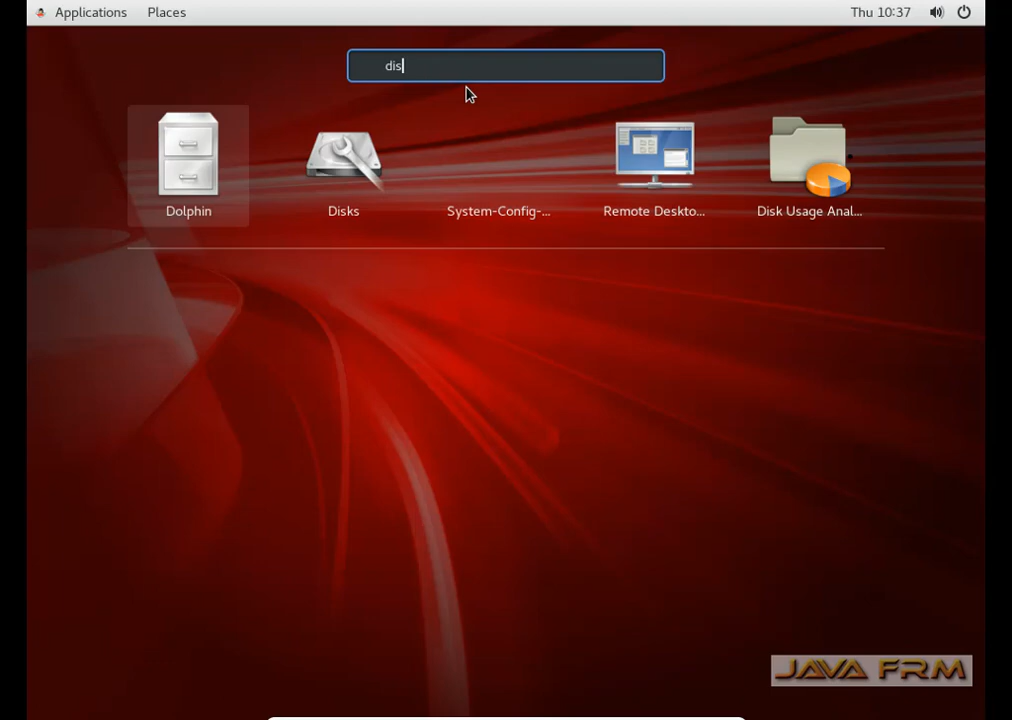 Applications Places Thu 10:37
dis
Dolphin Disks System-Config-... Remote Deskto... Disk Usage Anal...
JAVA FRM